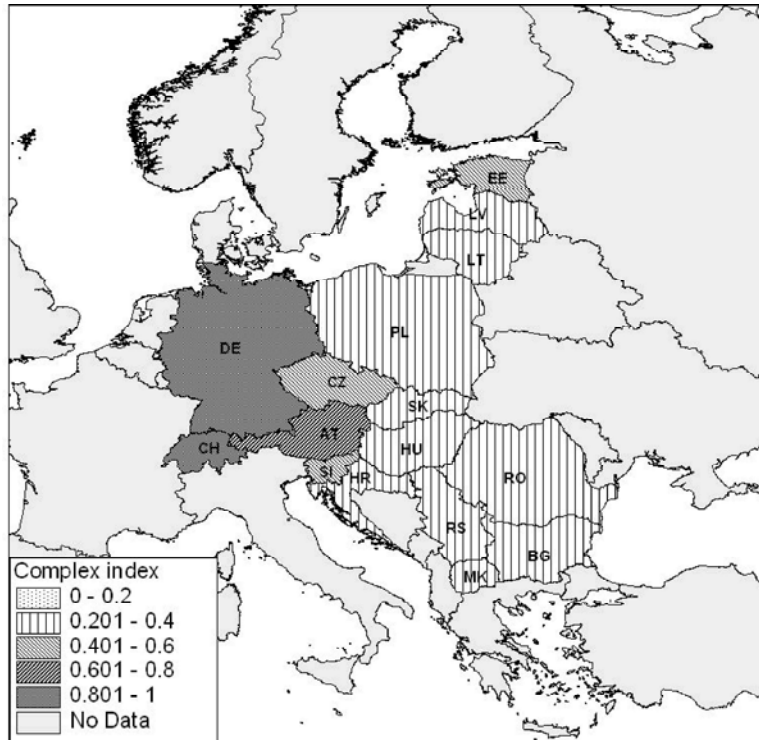 EE
LV
LT
PL
DE
CZ
SK
AT
CH
HU
SI
HR
RO
RS
BG
MK
Complex index
0 - 0.2
0.201 - 0.4
0.401 - 0.6
0.601 - 0.8
0.801 - 1
No Data